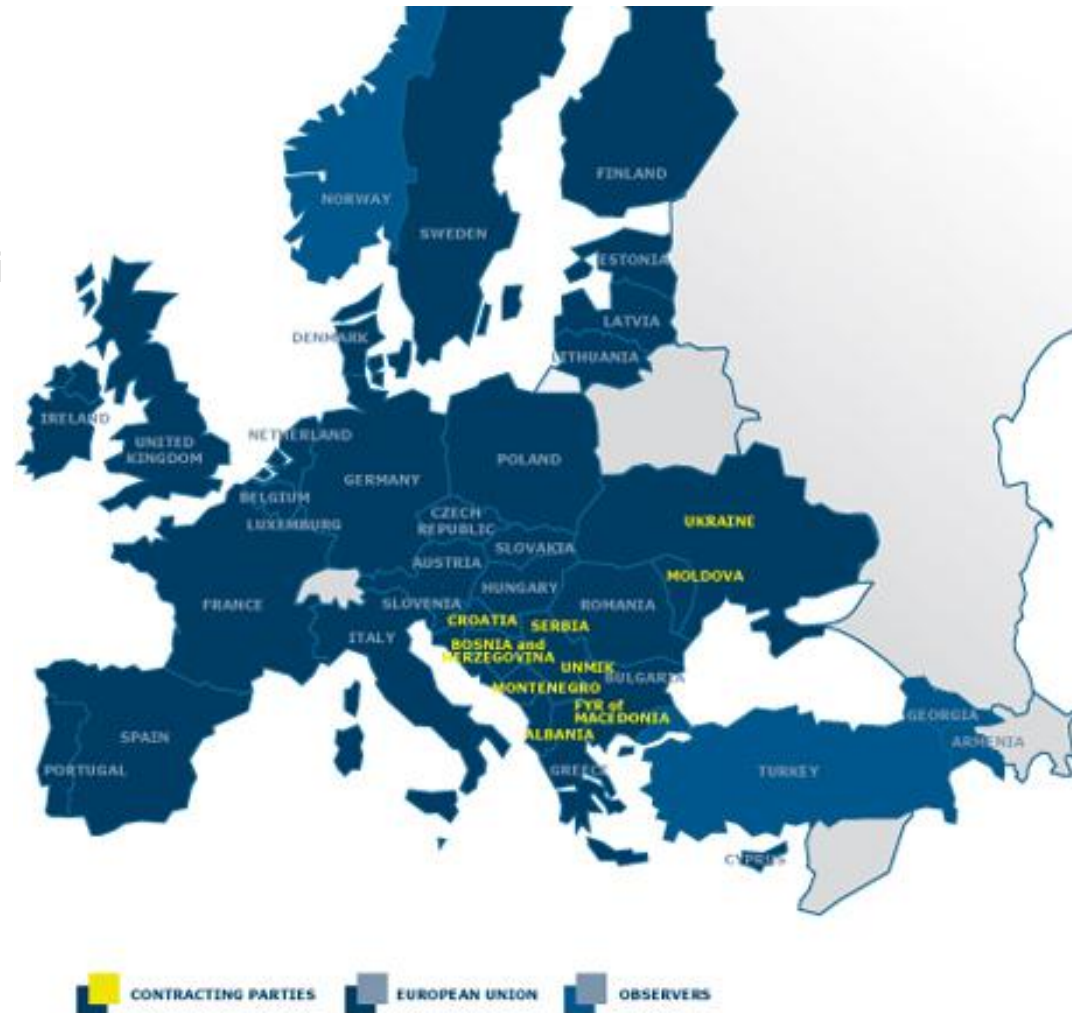 FINLAND
NORWAY
SWEDEN
ESTONIA
LATVIA
DENMARK
LITHUANIA
IRELAND
NETHERLAND
UNITED
KINGDOM
POLAND
GERMANY
BELGIUM
CZECH
REPUBLIC
UKRAINE
LUXEMBURG
SLOVAKIA
AUSTRIA
MOLDOVA
HUNGARY
FRANCE
SLOVENIA
ROMANIA
CROATIA
SERBIA
ITALY
BOSNIA and
HERZEGOVINA
UNMIK
BULGARIA
MONTENEGRO
FYR of
MACEDONIA
GEORGIA
ALBANIA
SPAIN
ARMENIA
PORTUGAL
GREECE
TURKEY
CYPRUS
CONTRACTING PARTIES
EUROPEAN UNION
OBSERVERS